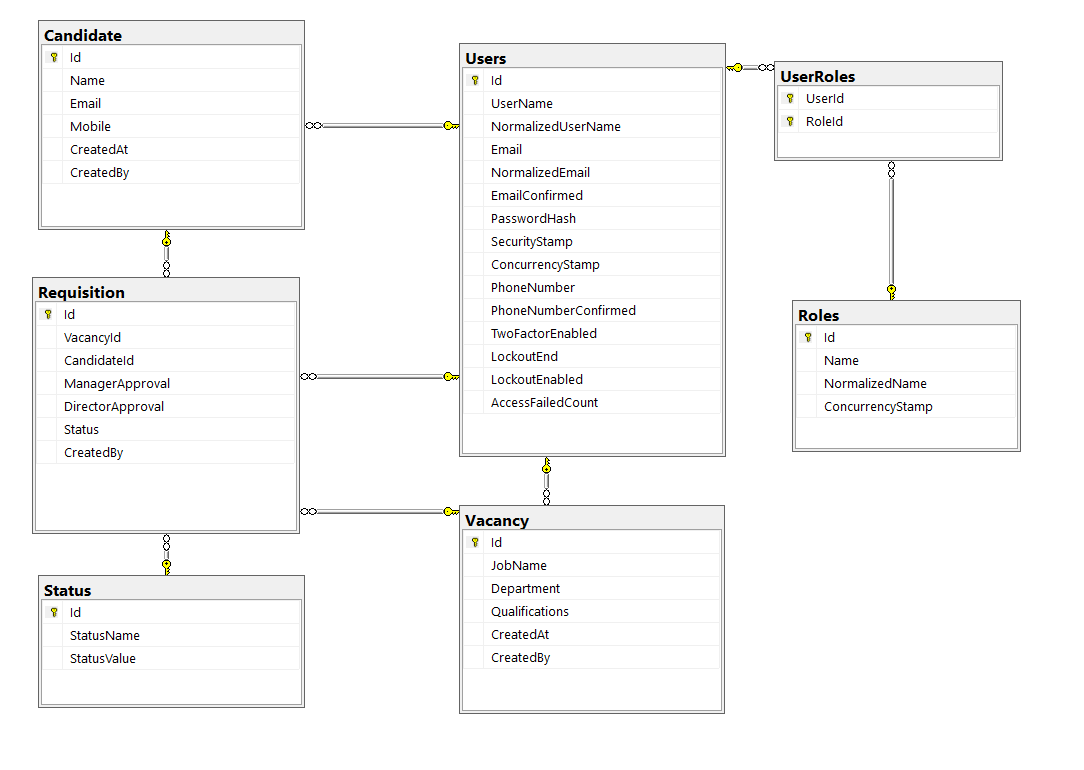 Candidate
Id
Name
Email
Mobile
CreatedAt
CreatedBy
Users
Id
UserName
NormalizedUserName
Email
NormalizedEmail
EmailConfirmed
PasswordHash
SecurityStamp
ConcurrencyStamp
PhoneNumber
PhoneNumberConfirmed
TwoFactorEnabled
LockoutEnd
LockoutEnabled
AccessFailedCount
UserRoles
UserId
RoleId
Requisition
Id
VacancyId
CandidateId
ManagerApproval
DirectorApproval
Status
CreatedBy
Roles
Id
Name
NormalizedName
ConcurrencyStamp
Status
Id
StatusName
StatusValue
Vacancy
Id
JobName
Department
Qualifications
CreatedAt
CreatedBy